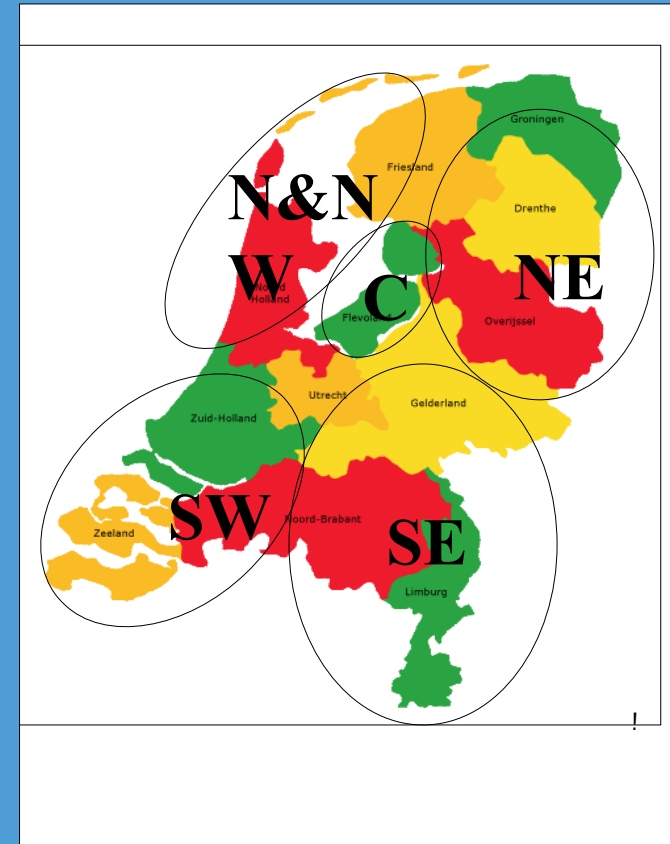 Groningen
Friesland
N&N
Drenthe
W
Noord
Holland
C
NE
Flevoland
Overijssel
Utrecht
Gelderland
Zuid-Holland
SW
Noord-Brabant
Zeeland
SE
Limburg
!